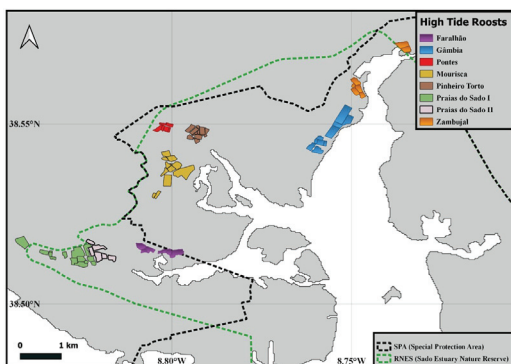 High Tide Roosts
Faralhão
Gâmbia
Pontes
Mourisca
Pinheiro Torto
Praias do Sado I
Praias do Sado II
Zambujal
38.55°N
38.50°N
8.80°W
8.75°W
0
1 km
SPA (Special Protection Area)
RNES (Sado Estuary Nature Reserve)